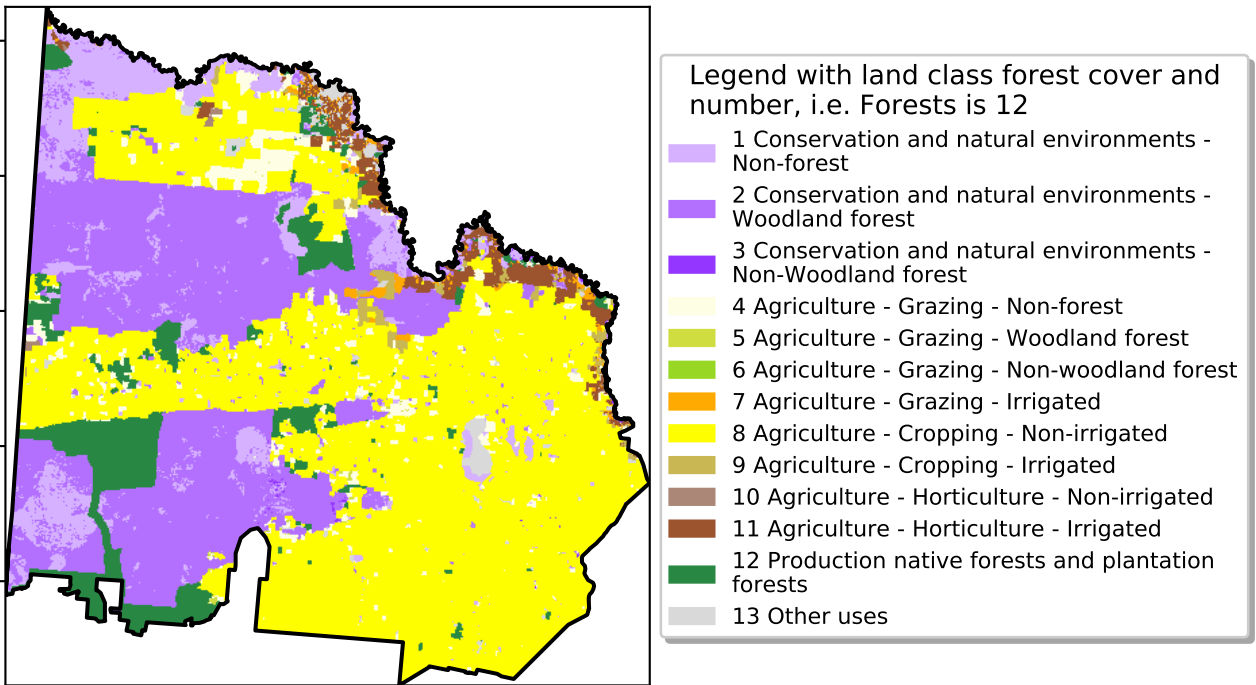 Legend with land class forest cover and
number, i.e. Forests is 12
1 Conservation and natural environments -
Non-forest
2 Conservation and natural environments -
Woodland forest
3 Conservation and natural environments -
Non-Woodland forest
4 Agriculture - Grazing - Non-forest
5 Agriculture - Grazing - Woodland forest
6 Agriculture - Grazing - Non-woodland forest
7 Agriculture - Grazing - Irrigated
8 Agriculture - Cropping - Non-irrigated
9 Agriculture - Cropping - Irrigated
10 Agriculture - Horticulture - Non-irrigated
11 Agriculture - Horticulture - Irrigated
12 Production native forests and plantation
forests
13 Other uses